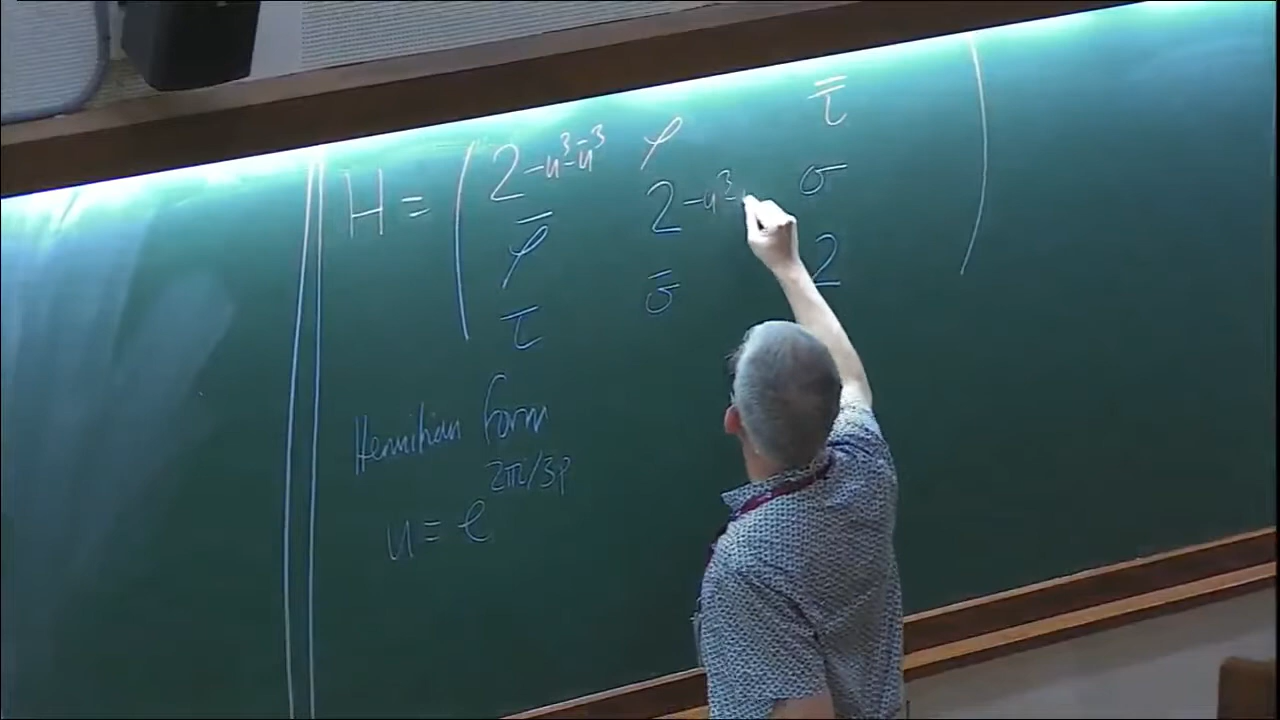 H = ( 2-u³-ū³ ρ τ̿ )
ρ̄ 2-u³- σ
τ σ̄ 2
Hermitian form
u = e^{2πi/3p}